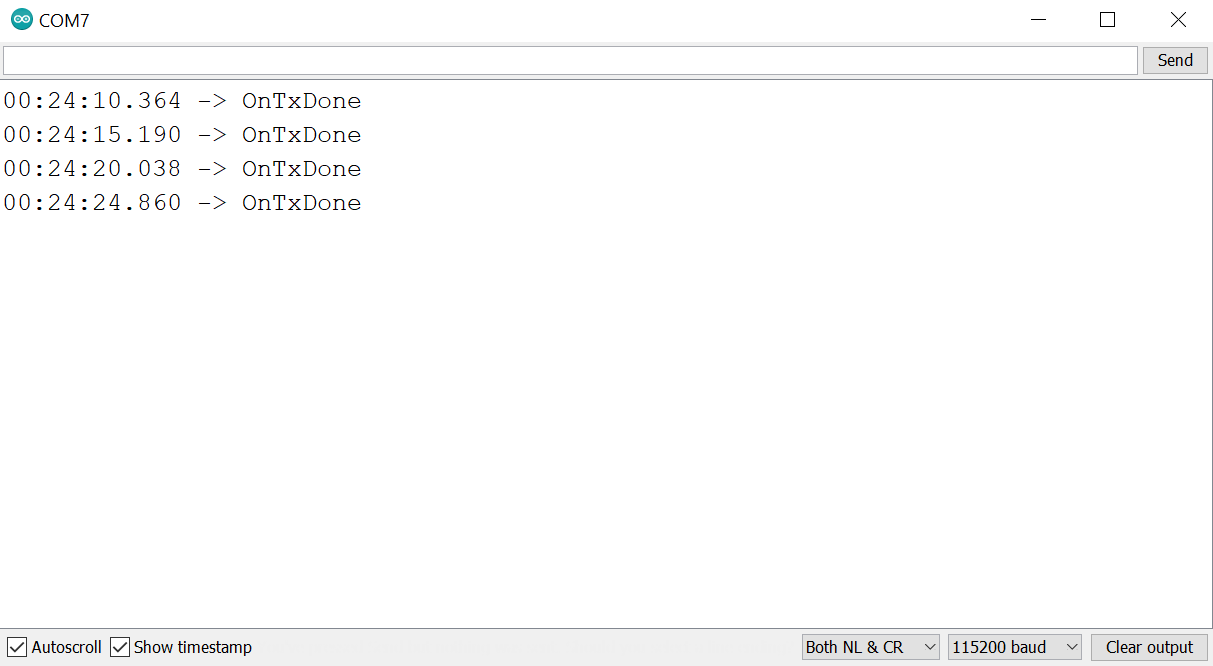 COM7
Send
00:24:10.364 -> OnTxDone
00:24:15.190 -> OnTxDone
00:24:20.038 -> OnTxDone
00:24:24.860 -> OnTxDone
Autoscroll Show timestamp Both NL & CR 115200 baud Clear output